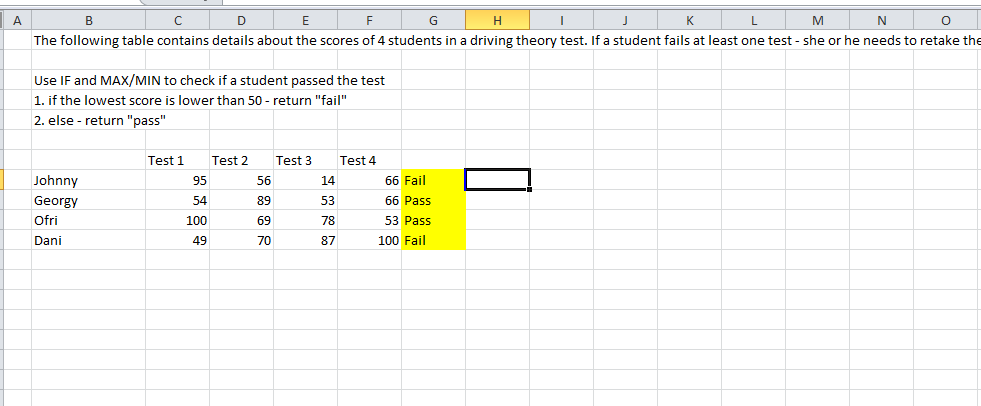 A B C D E F G H I J K L M N O
The following table contains details about the scores of 4 students in a driving theory test. If a student fails at least one test - she or he needs to retake the
Use IF and MAX/MIN to check if a student passed the test
1. if the lowest score is lower than 50 - return "fail"
2. else - return "pass"
Test 1 Test 2 Test 3 Test 4
Johnny 95 56 14 66 Fail
Georgy 54 89 53 66 Pass
Ofri 100 69 78 53 Pass
Dani 49 70 87 100 Fail